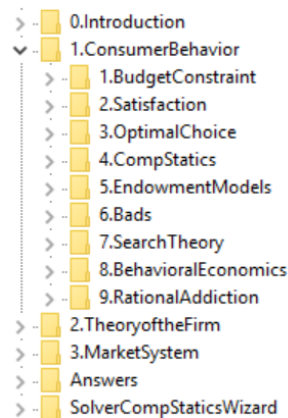 0.Introduction
1.ConsumerBehavior
1.BudgetConstraint
2.Satisfaction
3.OptimalChoice
4.CompStatics
5.EndowmentModels
6.Bads
7.SearchTheory
8.BehavioralEconomics
9.RationalAddiction
2.TheoryoftheFirm
3.MarketSystem
Answers
SolverCompStaticsWizard